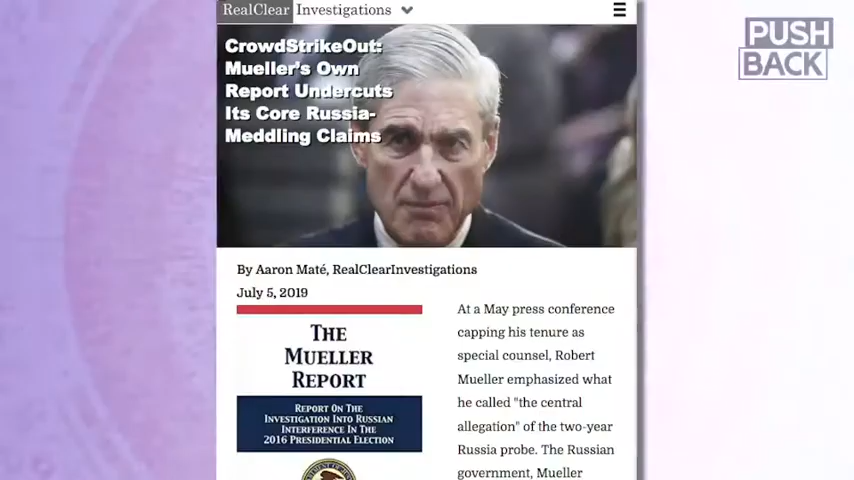 RealClear Investigations
PUSH
BACK
CrowdStrikeOut:
Mueller's Own
Report Undercuts
Its Core Russia-
Meddling Claims
By Aaron Maté, RealClearInvestigations
July 5, 2019
THE
MUELLER
REPORT
REPORT ON THE
INVESTIGATION INTO RUSSIAN
INTERFERENCE IN THE
2016 PRESIDENTIAL ELECTION
At a May press conference
capping his tenure as
special counsel, Robert
Mueller emphasized what
he called "the central
allegation" of the two-year
Russia probe. The Russian
government, Mueller